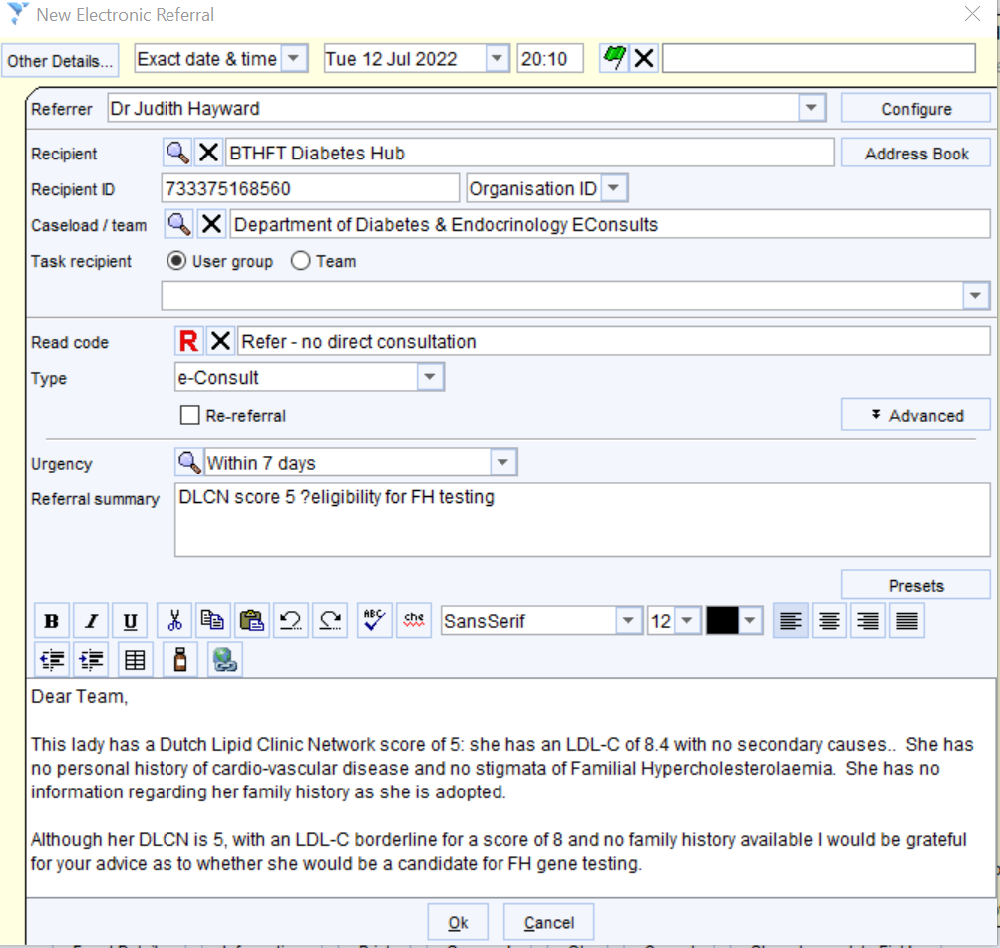 New Electronic Referral
Other Details... Exact date & time Tue 12 Jul 2022 20:10
Referrer Dr Judith Hayward Configure
Recipient BTHFT Diabetes Hub Address Book
Recipient ID 733375168560 Organisation ID
Caseload / team Department of Diabetes & Endocrinology EConsults
Task recipient User group Team
Read code R Refer - no direct consultation
Type e-Consult
Re-referral Advanced
Urgency Within 7 days
Referral summary DLCN score 5 ?eligibility for FH testing
Presets
B I U ABC abc SansSerif 12
Dear Team,
This lady has a Dutch Lipid Clinic Network score of 5: she has an LDL-C of 8.4 with no secondary causes.. She has
no personal history of cardio-vascular disease and no stigmata of Familial Hypercholesterolaemia. She has no
information regarding her family history as she is adopted.
Although her DLCN is 5, with an LDL-C borderline for a score of 8 and no family history available I would be grateful
for your advice as to whether she would be a candidate for FH gene testing.
Ok Cancel